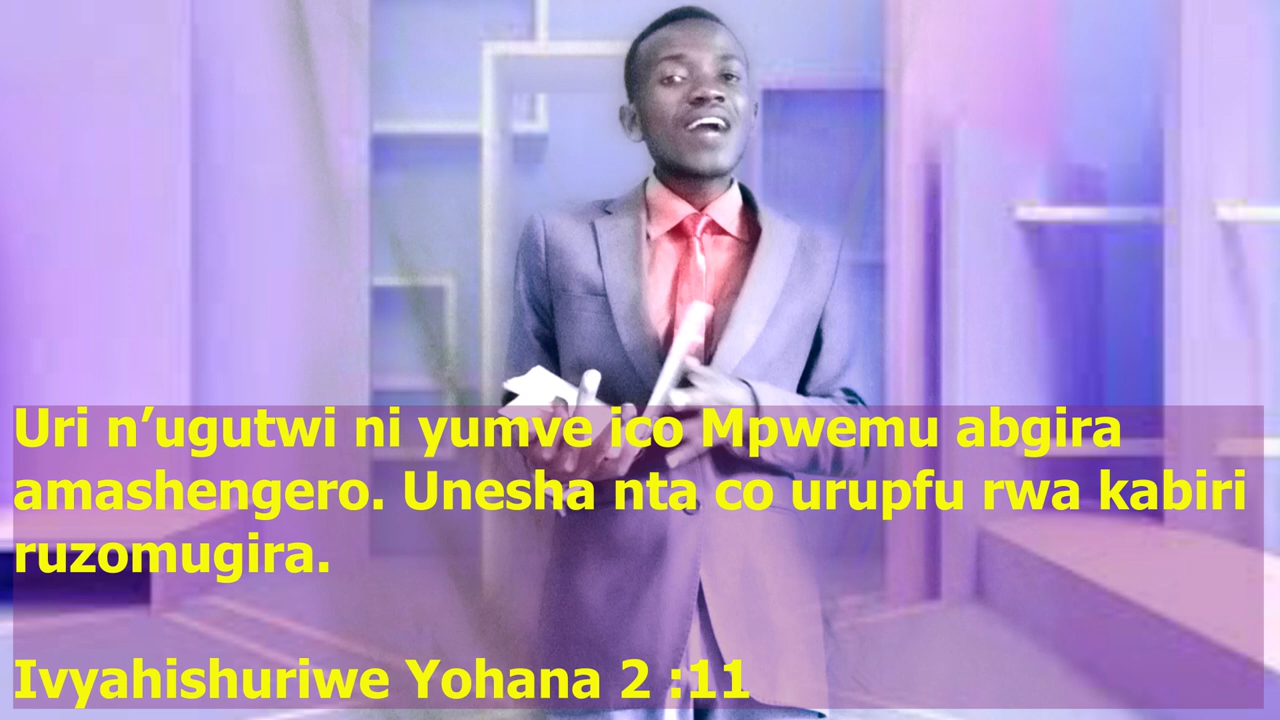 Uri n’ugutwi ni yumve ico Mpwemu abgira
amashengero. Unesha nta co urupfu rwa kabiri
ruzomugira.
Ivyahishuriwe Yohana 2 :11